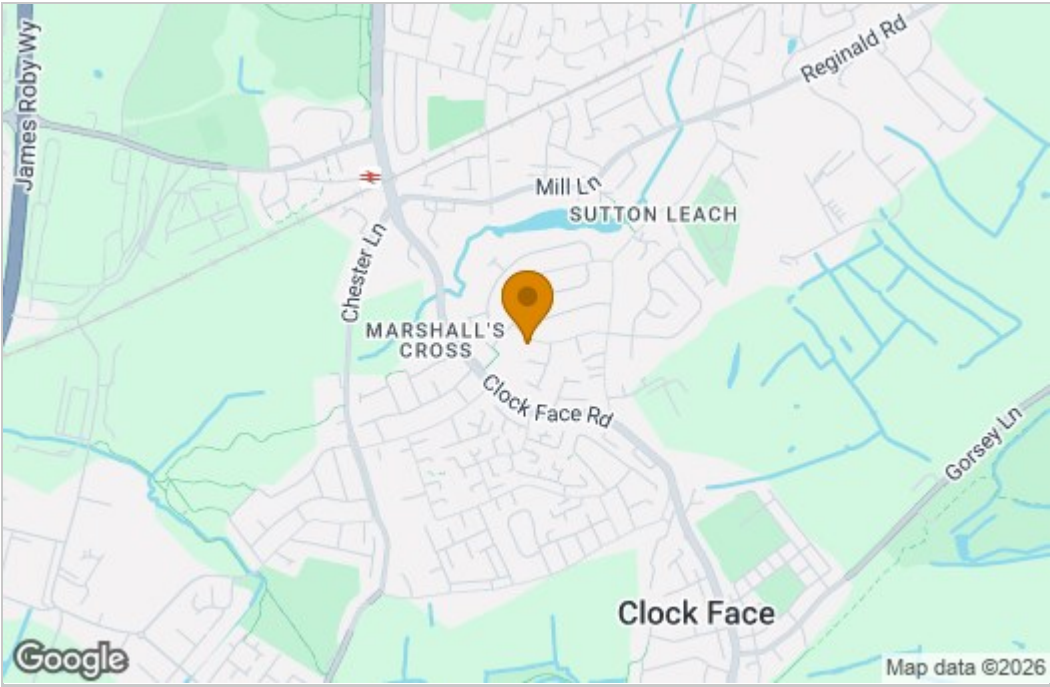 James Roby Wy
Reginald Rd
Mill Ln
SUTTON LEACH
Chester Ln
MARSHALL'S
CROSS
Clock Face Rd
Gorsey Ln
Clock Face
Google
Map data ©2026